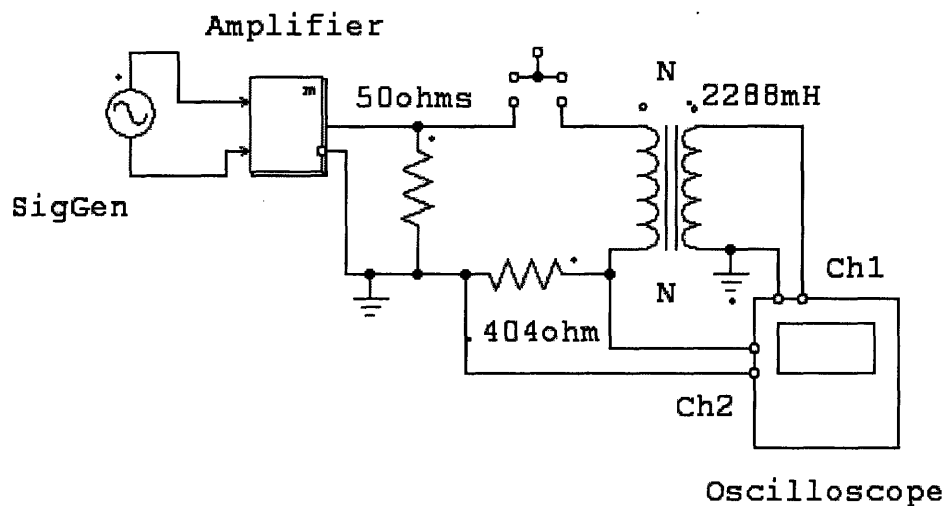 Amplifier
m
50ohms
N
2288mH
SigGen
N
Ch1
404ohm
Ch2
Oscilloscope